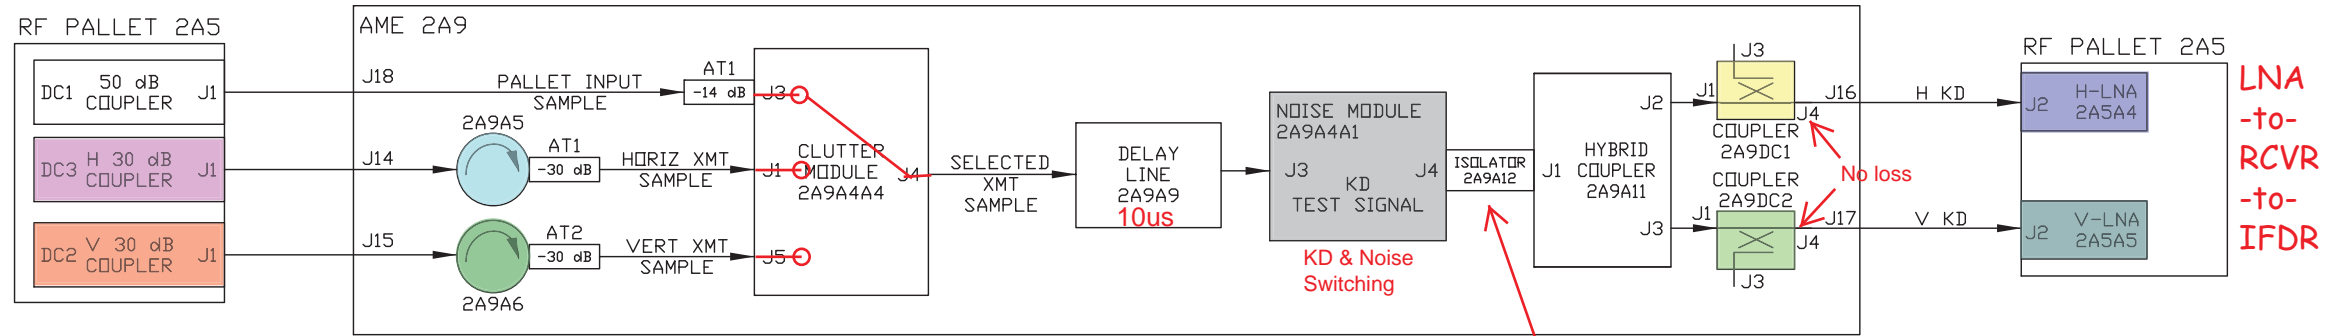 RF PALLET 2A5
DC1
50 dB
COUPLER
J1
DC3
H 30 dB
COUPLER
J1
DC2
V 30 dB
COUPLER
J1
AME 2A9
J18
PALLET INPUT
SAMPLE
AT1
-14 dB
J3
J14
2A9A5
AT1
-30 dB
HORIZ XMT
SAMPLE
J1
J15
2A9A6
AT2
-30 dB
VERT XMT
SAMPLE
J5
CLUTTER
MODULE
2A9A4A4
J4
SELECTED
XMT
SAMPLE
DELAY
LINE
2A9A9
10us
NOISE MODULE
2A9A4A1
J3
J4
KD
TEST SIGNAL
KD & Noise
Switching
ISOLATOR
2A9A12
J1
HYBRID
COUPLER
2A9A11
J2
J3
J3
J1
J4
COUPLER
2A9DC1
No loss
COUPLER
2A9DC2
J1
J4
J3
J16
H KD
J17
V KD
RF PALLET 2A5
J2
H-LNA
2A5A4
J2
V-LNA
2A5A5
LNA
-to-
RCVR
-to-
IFDR